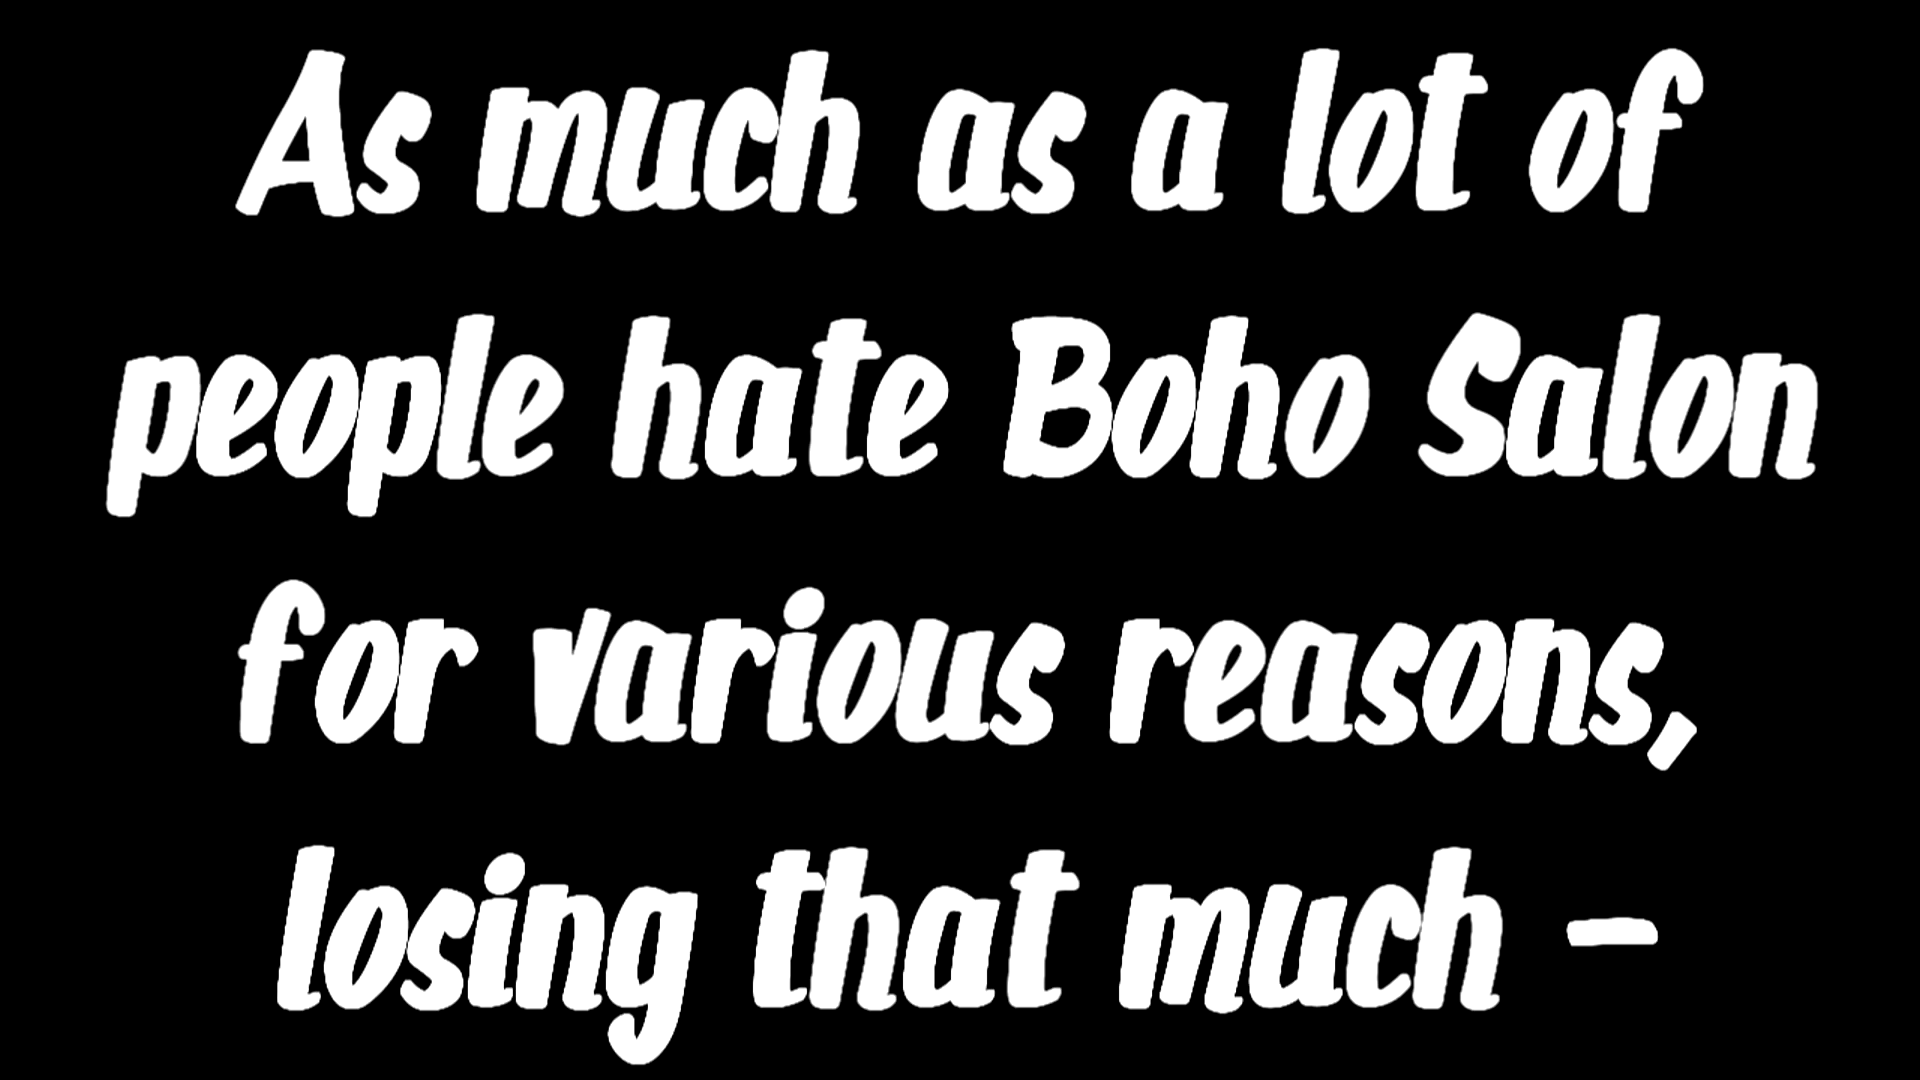 As much as a lot of
people hate Boho Salon
for various reasons,
losing that much -